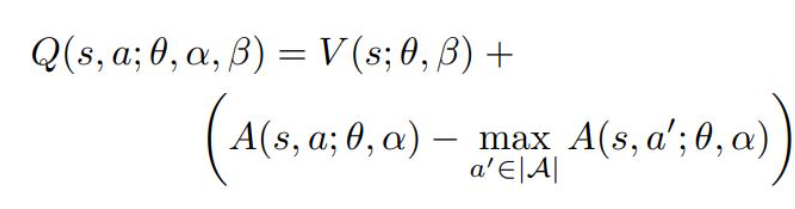 Q(s, a; θ, α, β) = V(s; θ, β) +
(A(s, a; θ, α) − max_{a′∈|𝒜|} A(s, a′; θ, α))